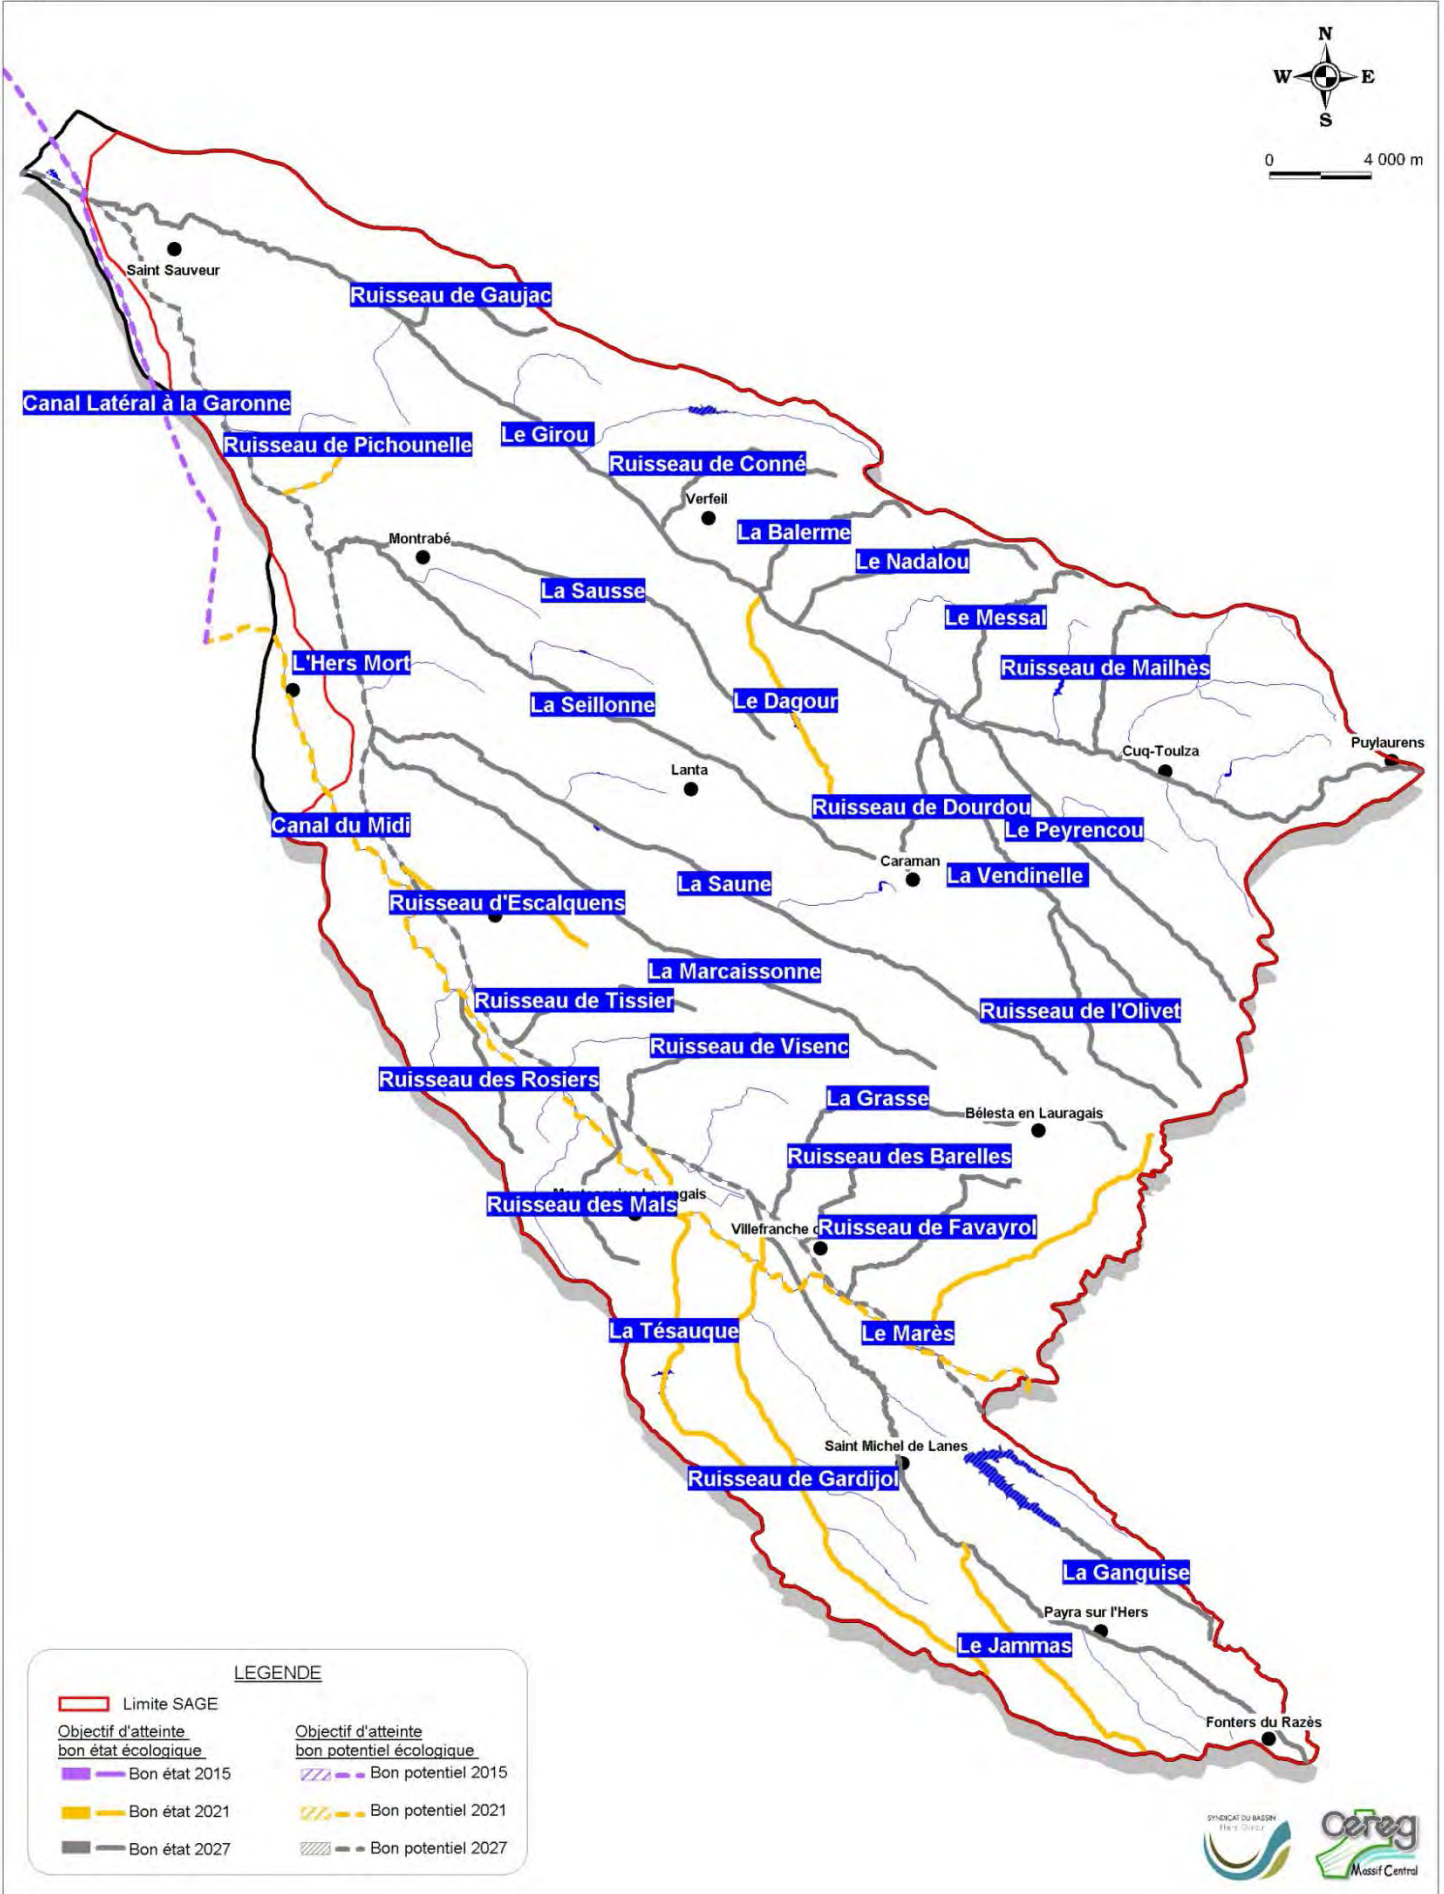 N
W E
S
0 4 000 m
Saint Sauveur
Ruisseau de Gaujac
Canal Latéral à la Garonne
Ruisseau de Pichounelle
Le Girou
Ruisseau de Conné
Verfeil
La Balerme
Montrabé
Le Nadalou
La Sausse
Le Messal
L'Hers Mort
Ruisseau de Mailhès
La Seillonne
Le Dagour
Puylaurens
Cuq-Toulza
Lanta
Ruisseau de Dourdou
Canal du Midi
Le Peyrencou
Caraman
La Vendinelle
La Saune
Ruisseau d'Escalquens
La Marcaissonne
Ruisseau de Tissier
Ruisseau de l'Olivet
Ruisseau de Visenc
Ruisseau des Rosiers
La Grasse
Bélesta en Lauragais
Ruisseau des Barelles
Ruisseau des Mals
Villefranche
Ruisseau de Favayrol
La Tésauque
Le Marès
Saint Michel de Lanes
Ruisseau de Gardijol
La Ganguise
Payra sur l'Hers
Le Jammas
Fonters du Razès
LEGENDE
Limite SAGE
Objectif d'atteinte
bon état écologique
Bon état 2015
Bon état 2021
Bon état 2027
Objectif d'atteinte
bon potentiel écologique
Bon potentiel 2015
Bon potentiel 2021
Bon potentiel 2027
SYNDICAT DU BASSIN
Hers Girou
Cereg
Massif Central